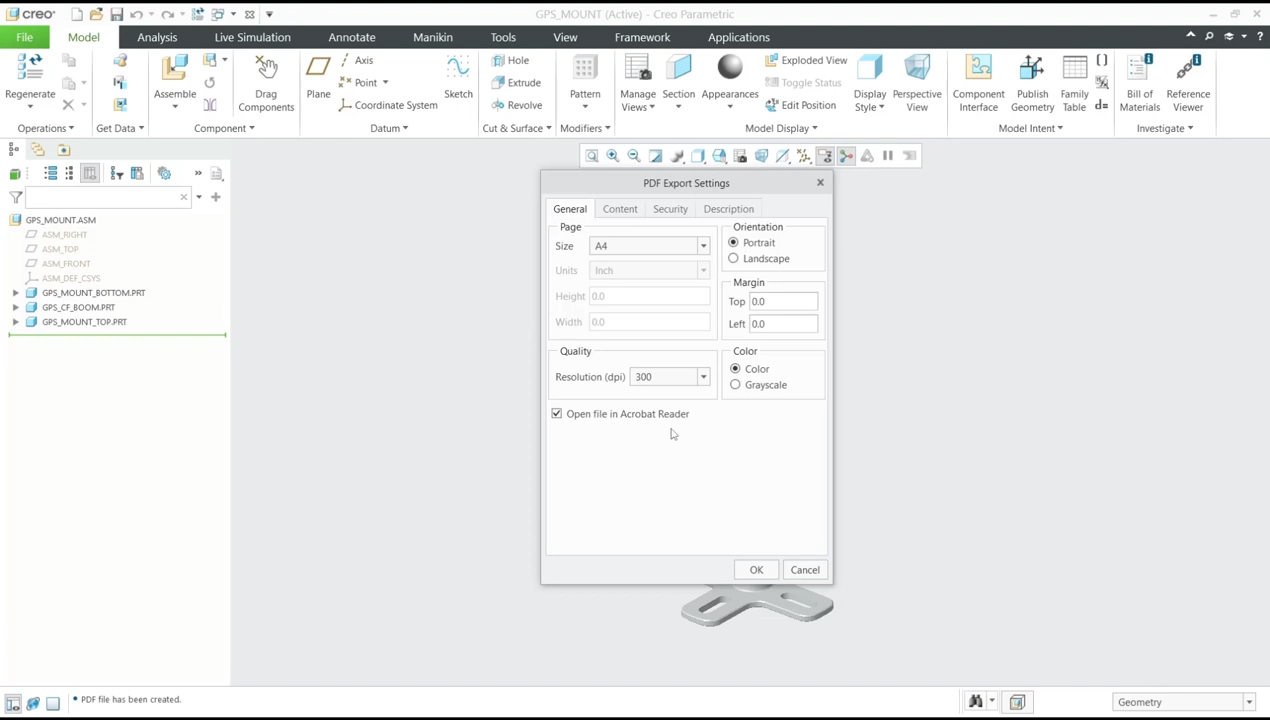 creo
GPS_MOUNT (Active) - Creo Parametric
File Model Analysis Live Simulation Annotate Manikin Tools View Framework Applications
Regenerate
Operations
Get Data
Assemble
Drag Components
Component
Plane
Axis
Point
Coordinate System
Sketch
Datum
Hole
Extrude
Revolve
Cut & Surface
Pattern
Modifiers
Manage Views
Section
Appearances
Exploded View
Toggle Status
Edit Position
Display Style
Perspective View
Model Display
Component Interface
Publish Geometry
Family Table
Model Intent
Bill of Materials
Reference Viewer
Investigate
GPS_MOUNT.ASM
ASM_RIGHT
ASM_TOP
ASM_FRONT
ASM_DEF_CSYS
GPS_MOUNT_BOTTOM.PRT
GPS_CF_BOOM.PRT
GPS_MOUNT_TOP.PRT
PDF Export Settings
General Content Security Description
Page
Size A4
Units Inch
Height 0.0
Width 0.0
Orientation
Portrait
Landscape
Margin
Top 0.0
Left 0.0
Quality
Resolution (dpi) 300
Color
Color
Grayscale
Open file in Acrobat Reader
OK Cancel
PDF file has been created.
Geometry